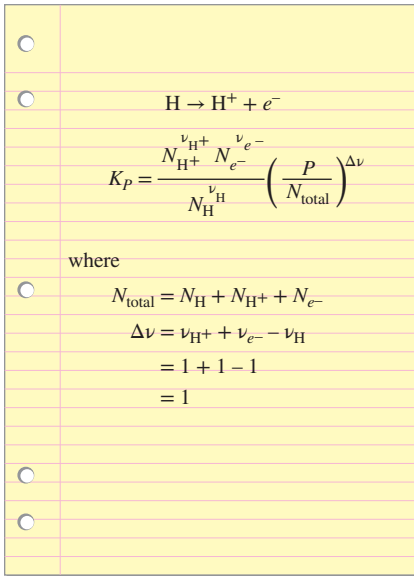 H → H⁺ + e⁻
K_P = (N_{H⁺}^{ν_{H⁺}} N_{e⁻}^{ν_{e⁻}} / N_H^{ν_H}) (P / N_total)^{Δν}
where
N_total = N_H + N_{H⁺} + N_{e⁻}
Δν = ν_{H⁺} + ν_{e⁻} – ν_H
= 1 + 1 – 1
= 1